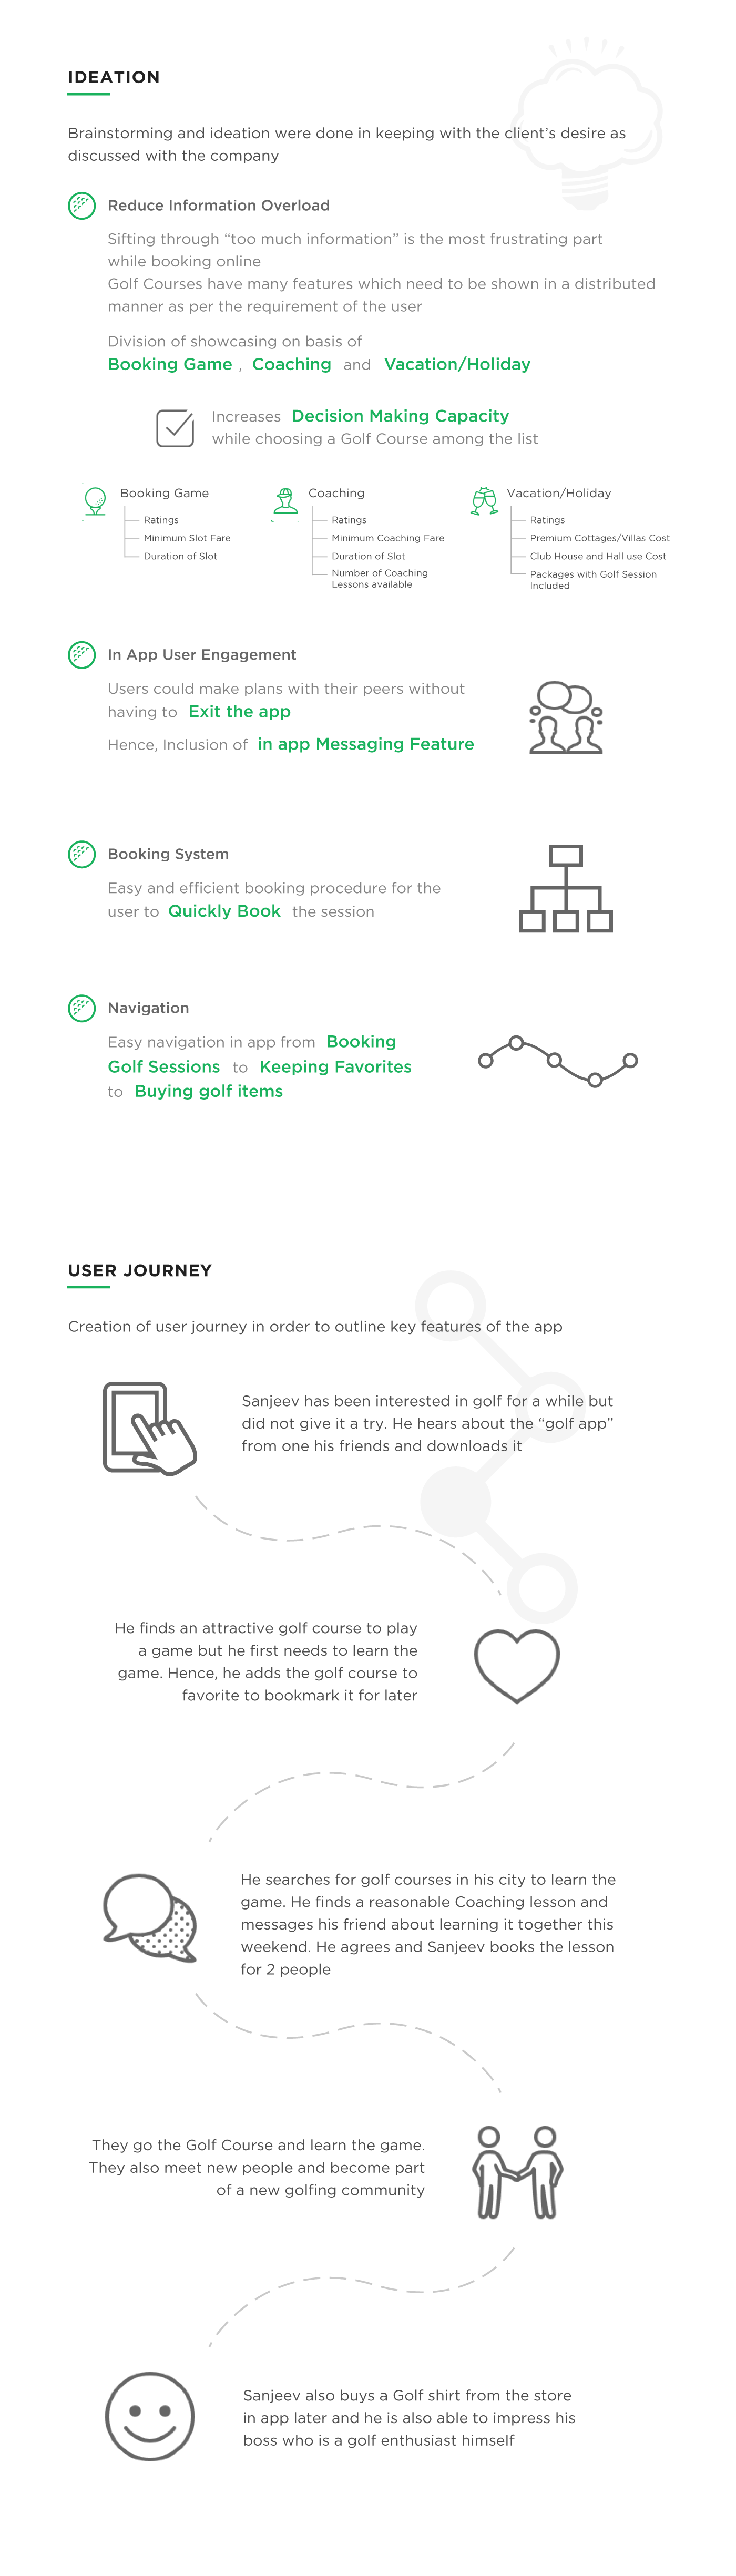 IDEATION
Brainstorming and ideation were done in keeping with the client’s desire as
discussed with the company
Reduce Information Overload
Sifting through “too much information” is the most frustrating part
while booking online
Golf Courses have many features which need to be shown in a distributed
manner as per the requirement of the user
Division of showcasing on basis of
Booking Game , Coaching and Vacation/Holiday
Increases Decision Making Capacity
while choosing a Golf Course among the list
Booking Game
Ratings
Minimum Slot Fare
Duration of Slot
Coaching
Ratings
Minimum Coaching Fare
Duration of Slot
Number of Coaching
Lessons available
Vacation/Holiday
Ratings
Premium Cottages/Villas Cost
Club House and Hall use Cost
Packages with Golf Session
Included
In App User Engagement
Users could make plans with their peers without
having to Exit the app
Hence, Inclusion of in app Messaging Feature
Booking System
Easy and efficient booking procedure for the
user to Quickly Book the session
Navigation
Easy navigation in app from Booking
Golf Sessions to Keeping Favorites
to Buying golf items
USER JOURNEY
Creation of user journey in order to outline key features of the app
Sanjeev has been interested in golf for a while but
did not give it a try. He hears about the “golf app”
from one his friends and downloads it
He finds an attractive golf course to play
a game but he first needs to learn the
game. Hence, he adds the golf course to
favorite to bookmark it for later
He searches for golf courses in his city to learn the
game. He finds a reasonable Coaching lesson and
messages his friend about learning it together this
weekend. He agrees and Sanjeev books the lesson
for 2 people
They go the Golf Course and learn the game.
They also meet new people and become part
of a new golfing community
Sanjeev also buys a Golf shirt from the store
in app later and he is also able to impress his
boss who is a golf enthusiast himself